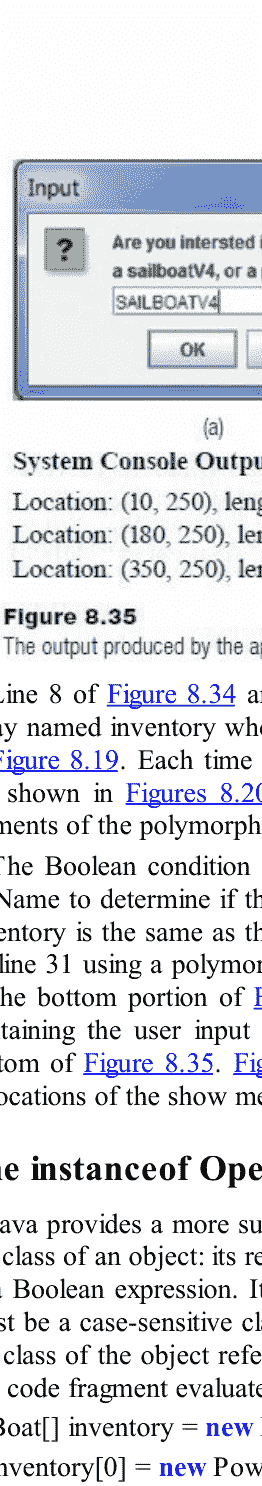 Input
Are you intersted i
a sailboatV4, or a
SAILBOATV4
OK
(a)
System Console Outpu
Location: (10, 250), leng
Location: (180, 250), ler
Location: (350, 250), ler
Figure 8.35
The output produced by the ap
Line 8 of Figure 8.34 a
ay named inventory wh
Figure 8.19. Each time
shown in Figures 8.20
ments of the polymorph
The Boolean condition
Name to determine if th
entory is the same as th
line 31 using a polymor
he bottom portion of F
taining the user input
tom of Figure 8.35. Fig
ocations of the show me
he instanceof Ope
ava provides a more su
class of an object: its re
a Boolean expression. It
st be a case-sensitive cl
class of the object refe
code fragment evaluate
Boat[] inventory = new
nventory[0] = new Pow